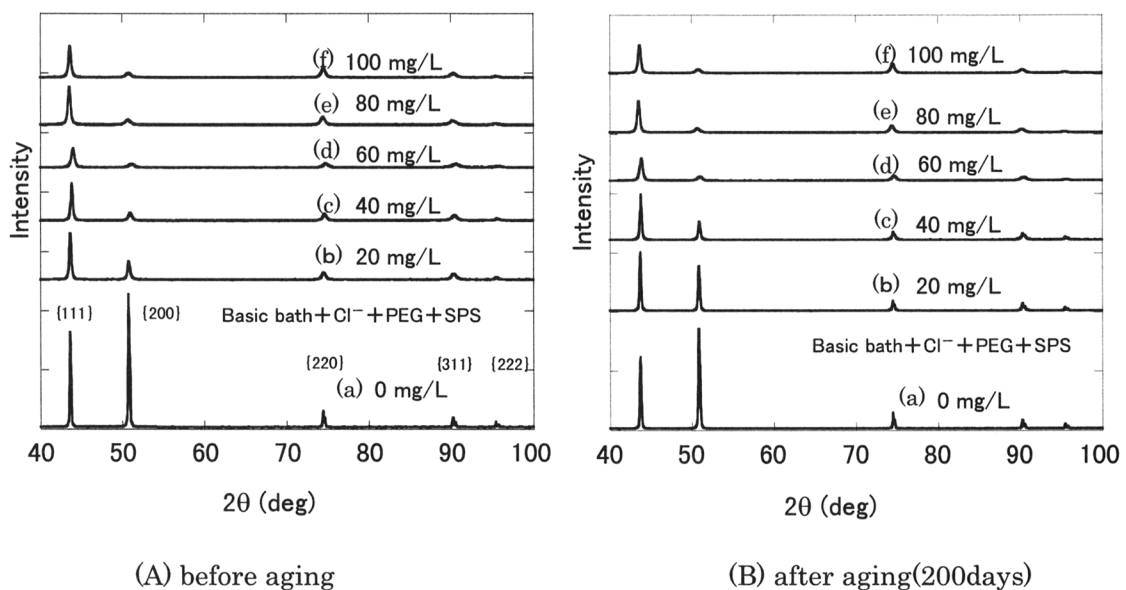 Intensity
(f) 100 mg/L
(e) 80 mg/L
(d) 60 mg/L
(c) 40 mg/L
(b) 20 mg/L
{111} {200} Basic bath+Cl⁻+PEG+SPS
{220} {311} {222}
(a) 0 mg/L
40 50 60 70 80 90 100
2θ (deg)
(A) before aging
Intensity
(f) 100 mg/L
(e) 80 mg/L
(d) 60 mg/L
(c) 40 mg/L
(b) 20 mg/L
Basic bath+Cl⁻+PEG+SPS
(a) 0 mg/L
40 50 60 70 80 90 100
2θ (deg)
(B) after aging(200days)